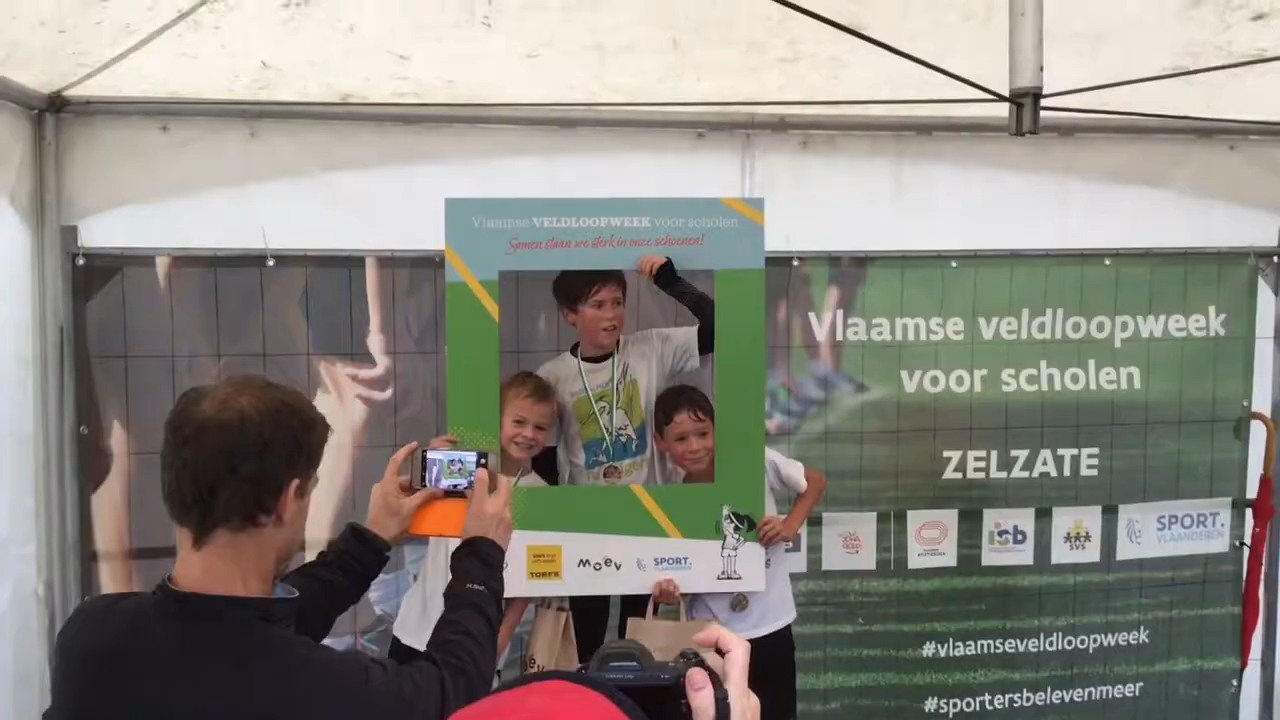 Vlaamse VELDLOOPWEEK voor scholen
Samen staan we sterk in onze schoenen!
TORFS
Moev
SPORT.
Vlaamse veldloopweek
voor scholen
ZELZATE
isb
SVS
SPORT.
VLAANDEREN
#vlaamseveldloopweek
#sportersbelevenmeer